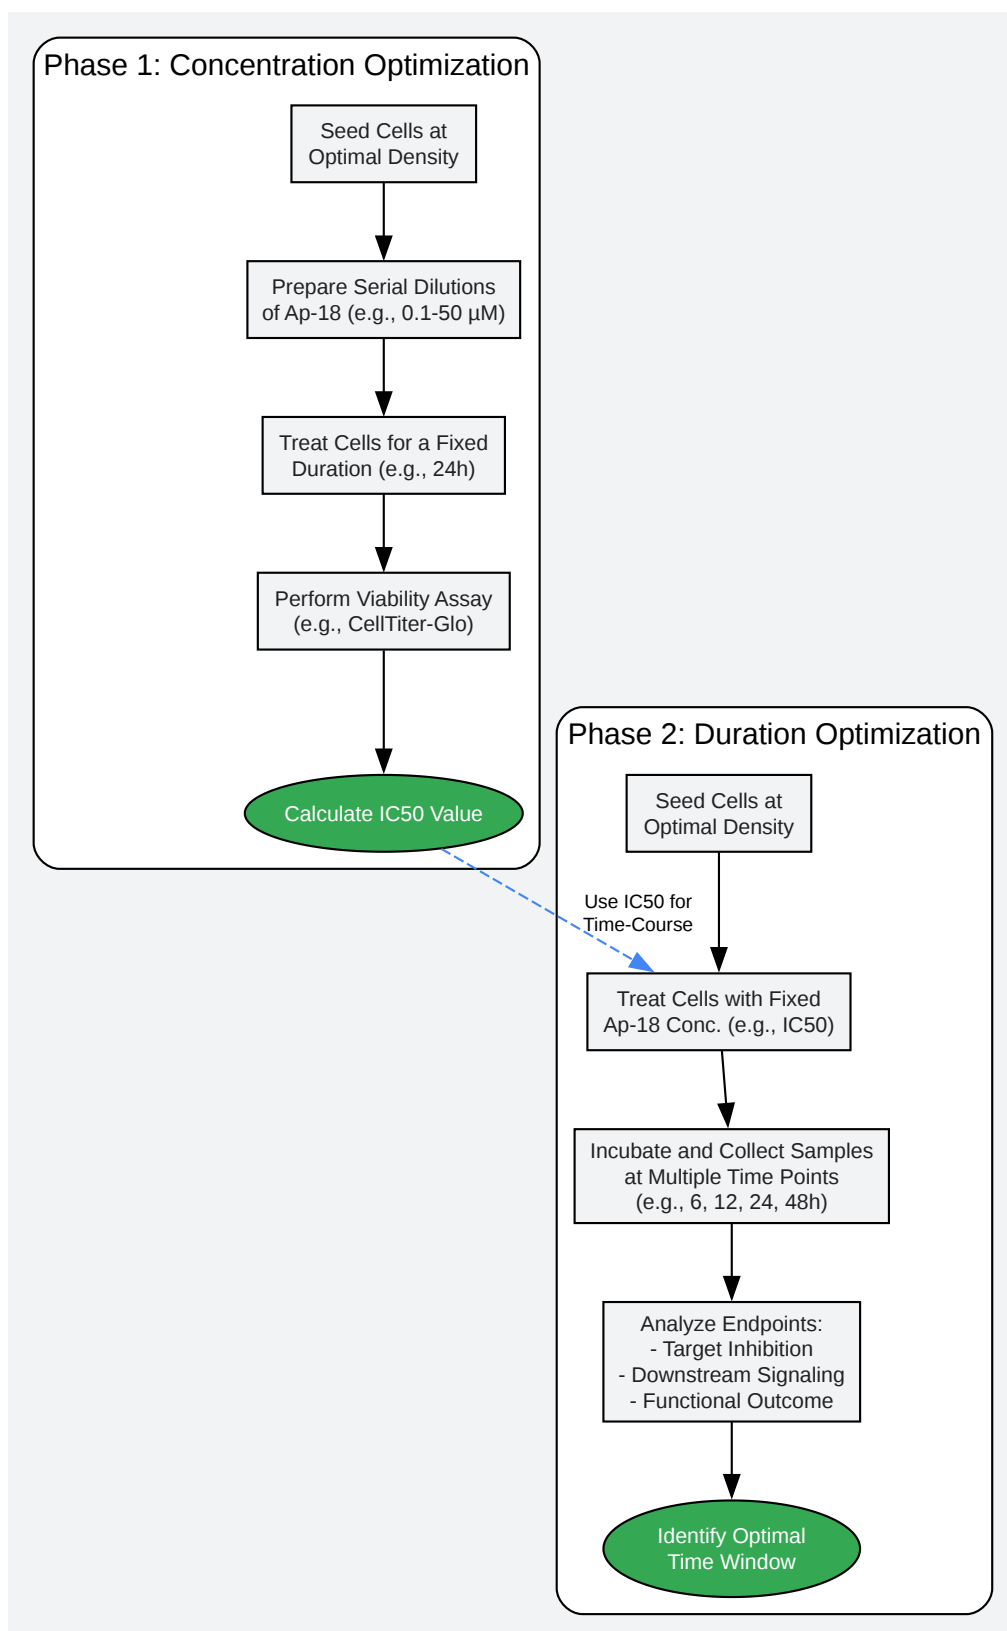 Phase 1: Concentration Optimization
Seed Cells at
Optimal Density
Prepare Serial Dilutions
of Ap-18 (e.g., 0.1-50 µM)
Treat Cells for a Fixed
Duration (e.g., 24h)
Perform Viability Assay
(e.g., CellTiter-Glo)
Calculate IC50 Value
Phase 2: Duration Optimization
Seed Cells at
Optimal Density
Use IC50 for
Time-Course
Treat Cells with Fixed
Ap-18 Conc. (e.g., IC50)
Incubate and Collect Samples
at Multiple Time Points
(e.g., 6, 12, 24, 48h)
Analyze Endpoints:
- Target Inhibition
- Downstream Signaling
- Functional Outcome
Identify Optimal
Time Window